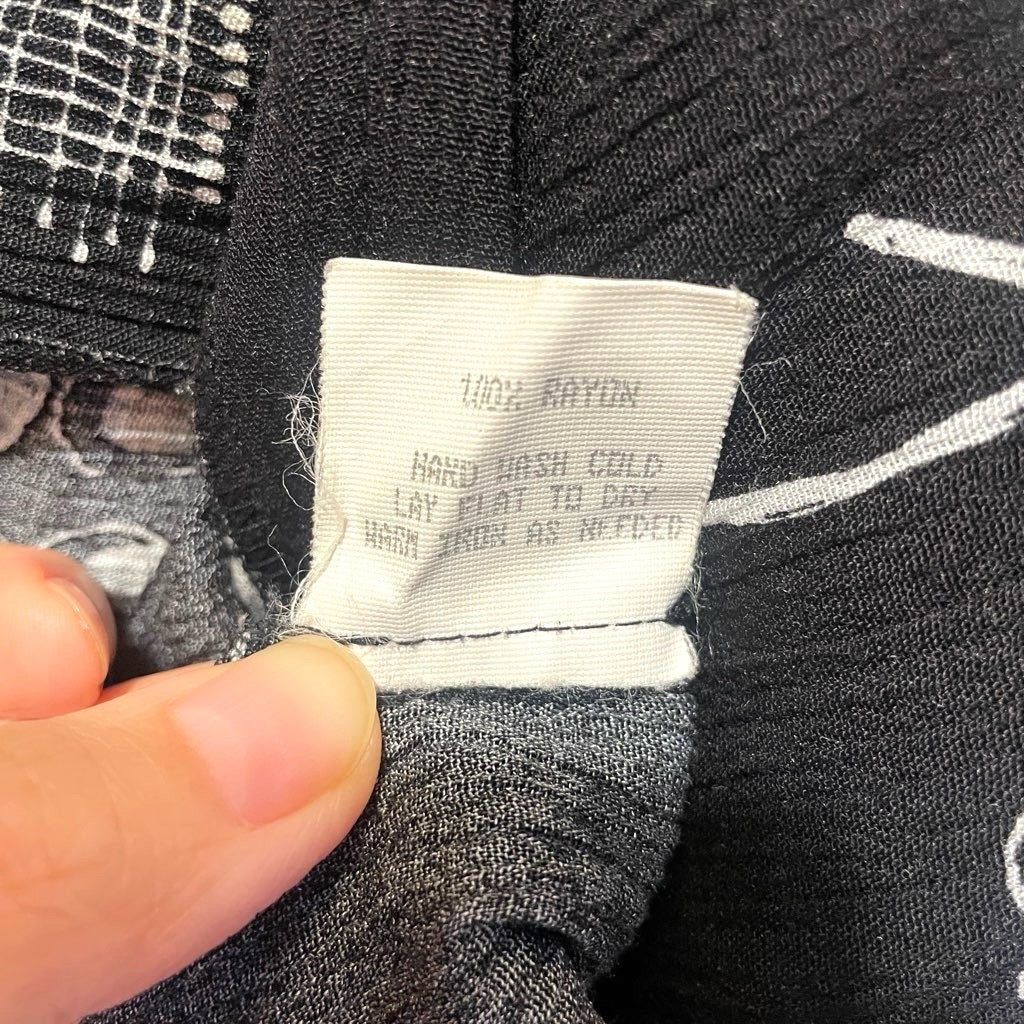 100% RAYON
HAND WASH COLD
LAY FLAT TO DRY
WARM IRON AS NEEDED